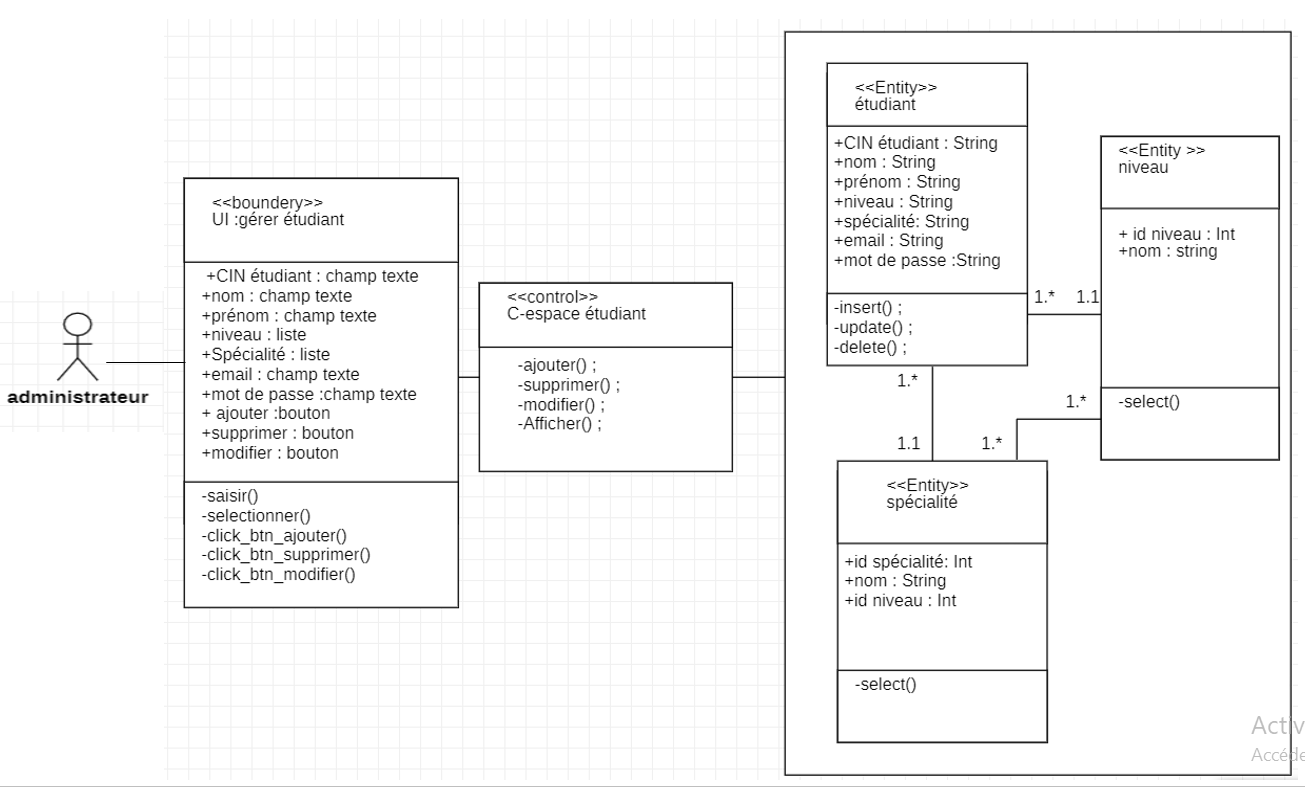 administrateur
<<boundery>>
UI :gérer étudiant
+CIN étudiant : champ texte
+nom : champ texte
+prénom : champ texte
+niveau : liste
+Spécialité : liste
+email : champ texte
+mot de passe :champ texte
+ ajouter :bouton
+supprimer : bouton
+modifier : bouton
-saisir()
-selectionner()
-click_btn_ajouter()
-click_btn_supprimer()
-click_btn_modifier()
<<control>>
C-espace étudiant
-ajouter() ;
-supprimer() ;
-modifier() ;
-Afficher() ;
<<Entity>>
étudiant
+CIN étudiant : String
+nom : String
+prénom : String
+niveau : String
+spécialité: String
+email : String
+mot de passe :String
-insert() ;
-update() ;
-delete() ;
1.* 1.1
<<Entity >>
niveau
+ id niveau : Int
+nom : string
-select()
1.*
1.*
1.1 1.*
<<Entity>>
spécialité
+id spécialité: Int
+nom : String
+id niveau : Int
-select()
Activ
Accéde